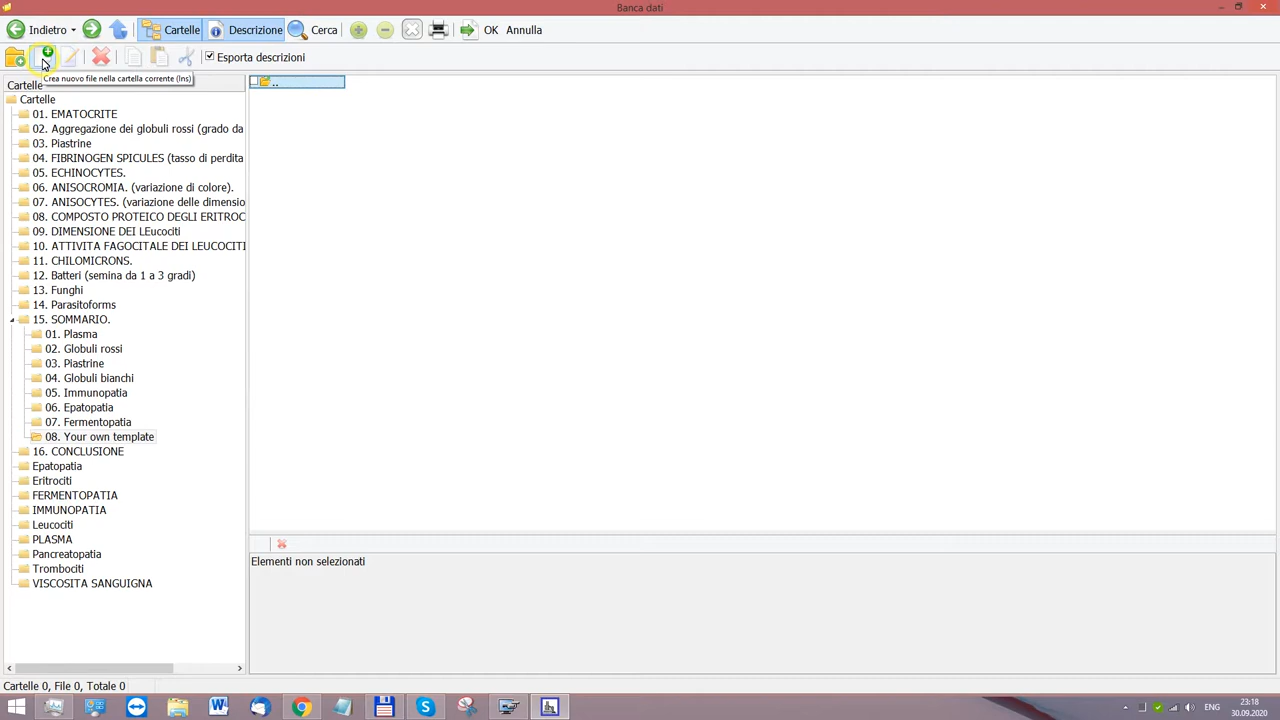 Banca dati
Indietro Cartelle Descrizione Cerca OK Annulla
Esporta descrizioni
Crea nuovo file nella cartella corrente (Ins)
Cartelle
Cartelle
..
01. EMATOCRITE
02. Aggregazione dei globuli rossi (grado da
03. Piastrine
04. FIBRINOGEN SPICULES (tasso di perdita
05. ECHINOCYTES.
06. ANISOCROMIA. (variazione di colore).
07. ANISOCYTES. (variazione delle dimensio
08. COMPOSTO PROTEICO DEGLI ERITROC
09. DIMENSIONE DEI LEucociti
10. ATTIVITA FAGOCITALE DEI LEUCOCITI
11. CHILOMICRONS.
12. Batteri (semina da 1 a 3 gradi)
13. Funghi
14. Parasitoforms
15. SOMMARIO.
01. Plasma
02. Globuli rossi
03. Piastrine
04. Globuli bianchi
05. Immunopatia
06. Epatopatia
07. Fermentopatia
08. Your own template
16. CONCLUSIONE
Epatopatia
Eritrociti
FERMENTOPATIA
IMMUNOPATIA
Leucociti
PLASMA
Pancreatopatia
Trombociti
VISCOSITA SANGUIGNA
Elementi non selezionati
Cartelle 0, File 0, Totale 0
ENG
23:18
30.09.2020